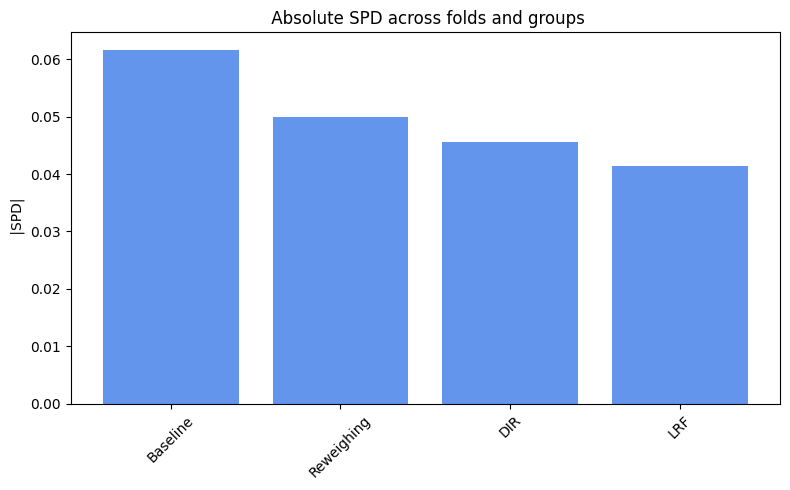 Absolute SPD across folds and groups
|SPD|
0.06
0.05
0.04
0.03
0.02
0.01
0.00
Baseline
Reweighing
DIR
LRF